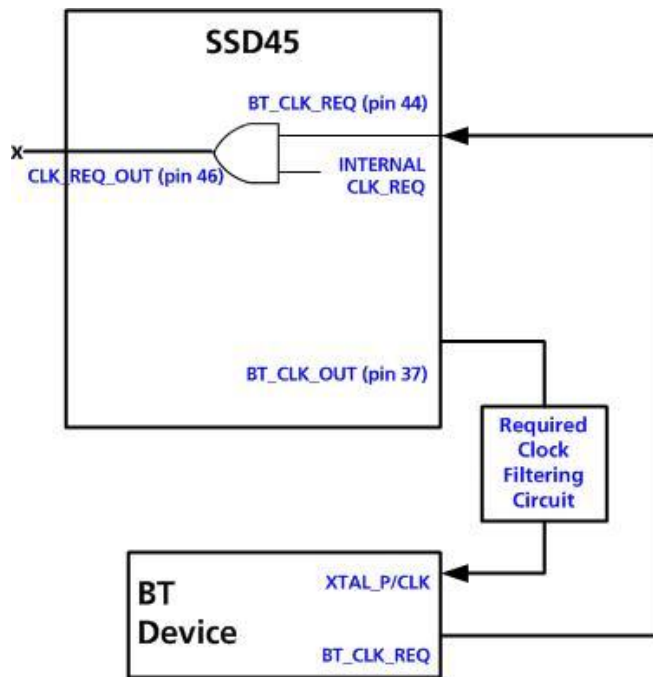 SSD45
BT_CLK_REQ (pin 44)
x
CLK_REQ_OUT (pin 46)
INTERNAL
CLK_REQ
BT_CLK_OUT (pin 37)
Required
Clock
Filtering
Circuit
BT
Device
XTAL_P/CLK
BT_CLK_REQ